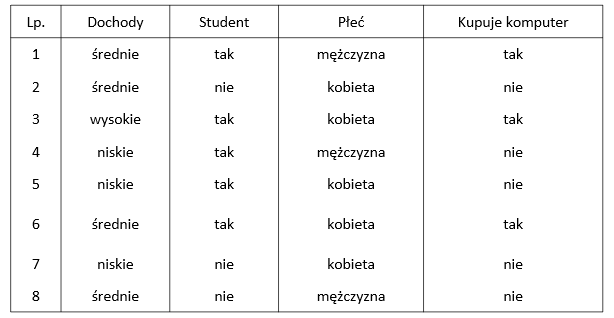 Lp. Dochody Student Płeć Kupuje komputer
1 średnie tak mężczyzna tak
2 średnie nie kobieta nie
3 wysokie tak kobieta tak
4 niskie tak mężczyzna nie
5 niskie tak kobieta nie
6 średnie tak kobieta tak
7 niskie nie kobieta nie
8 średnie nie mężczyzna nie